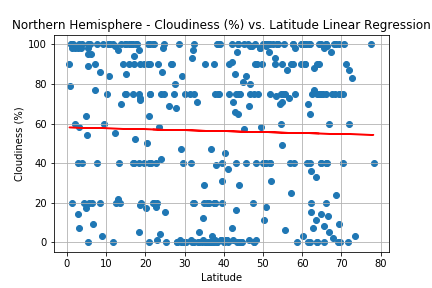 Northern Hemisphere - Cloudiness (%) vs. Latitude Linear Regression
100
80
60
40
20
0
Cloudiness (%)
0 10 20 30 40 50 60 70 80
Latitude